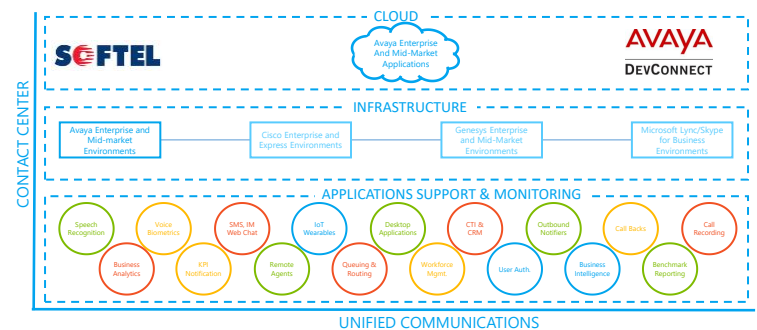 CLOUD
SOFTEL
Avaya Enterprise
And Mid-Market
Applications
AVAYA
DEVCONNECT
CONTACT CENTER
INFRASTRUCTURE
Avaya Enterprise and
Mid-market
Environments
Cisco Enterprise and
Express Environments
Genesys Enterprise
and Mid-Market
Environments
Microsoft Lync/Skype
for Business
Environments
APPLICATIONS SUPPORT & MONITORING
Speech
Recognition
Voice
Biometrics
SMS, IM
Web Chat
IoT
Wearables
Desktop
Applications
CTI &
CRM
Outbound
Notifiers
Call Backs
Call
Recording
Business
Analytics
KPI
Notification
Remote
Agents
Queuing &
Routing
Workforce
Mgmt.
User Auth.
Business
Intelligence
Benchmark
Reporting
UNIFIED COMMUNICATIONS